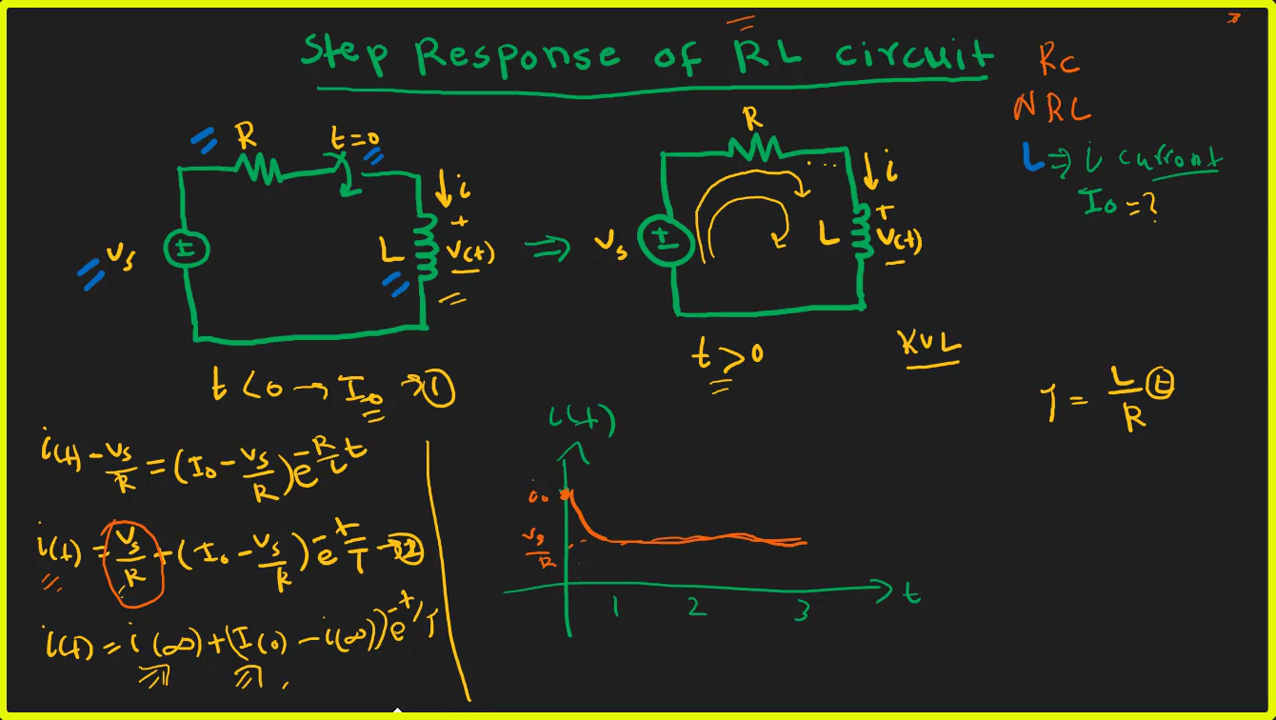 Step Response of RL circuit
RC
NRL
L ⇒ i current
I0 = ?
R t=0
i
+
Vs ± L V(t)
⇒
R
i
+
Vs ± L V(t)
t < 0 → I0 → ①
t > 0
KVL
τ = L/R (t)
i(t) - Vs/R = (I0 - Vs/R) e^-R/L t
i(t) = Vs/R + (I0 - Vs/R) e^-t/τ → ②
i(t) = i(∞) + (I(0) - i(∞)) e^-t/τ
i(t)
i0
Vs/R
1 2 3 t